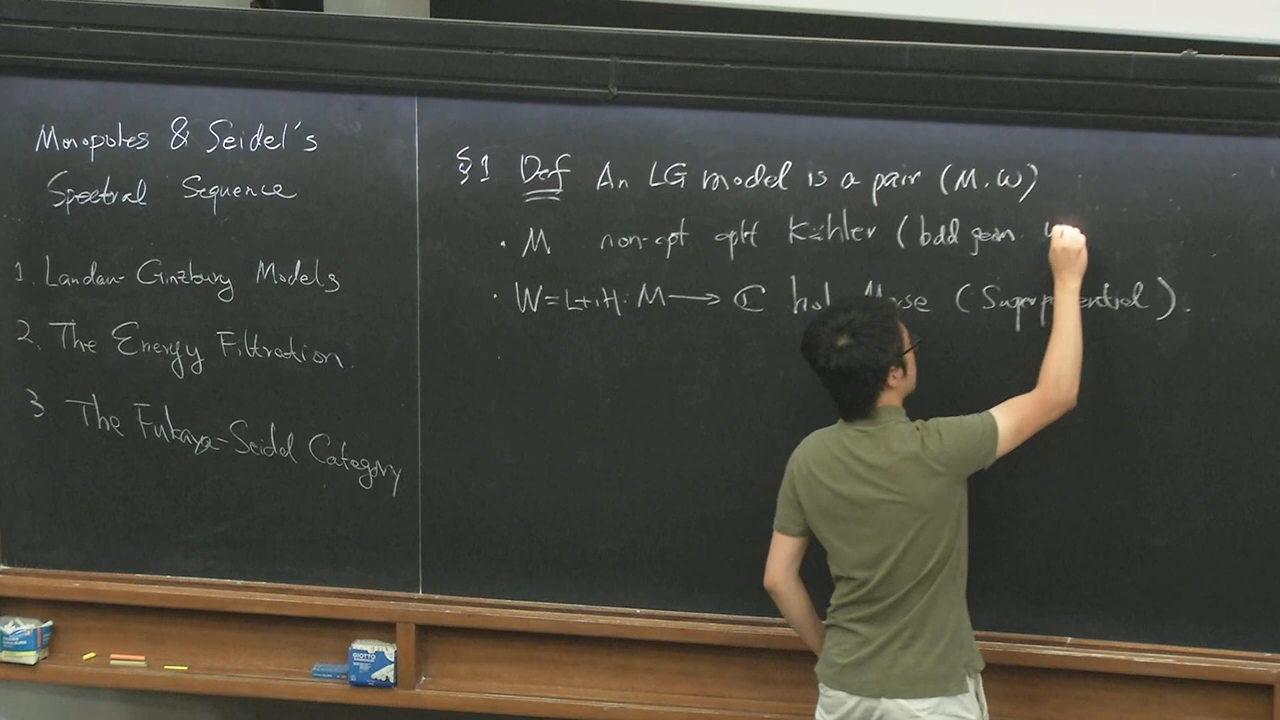 Monopoles & Seidel's
Spectral Sequence
1. Landau-Ginzburg Models
2. The Energy Filtration.
3 The Fukaya-Seidel Category
§1 Def An LG model is a pair (M, W)
· M non-cpt cplt Kähler (bdd geom.
· W=L+iH: M⟶ℂ hol Morse (Superpotential).
GIOTTO